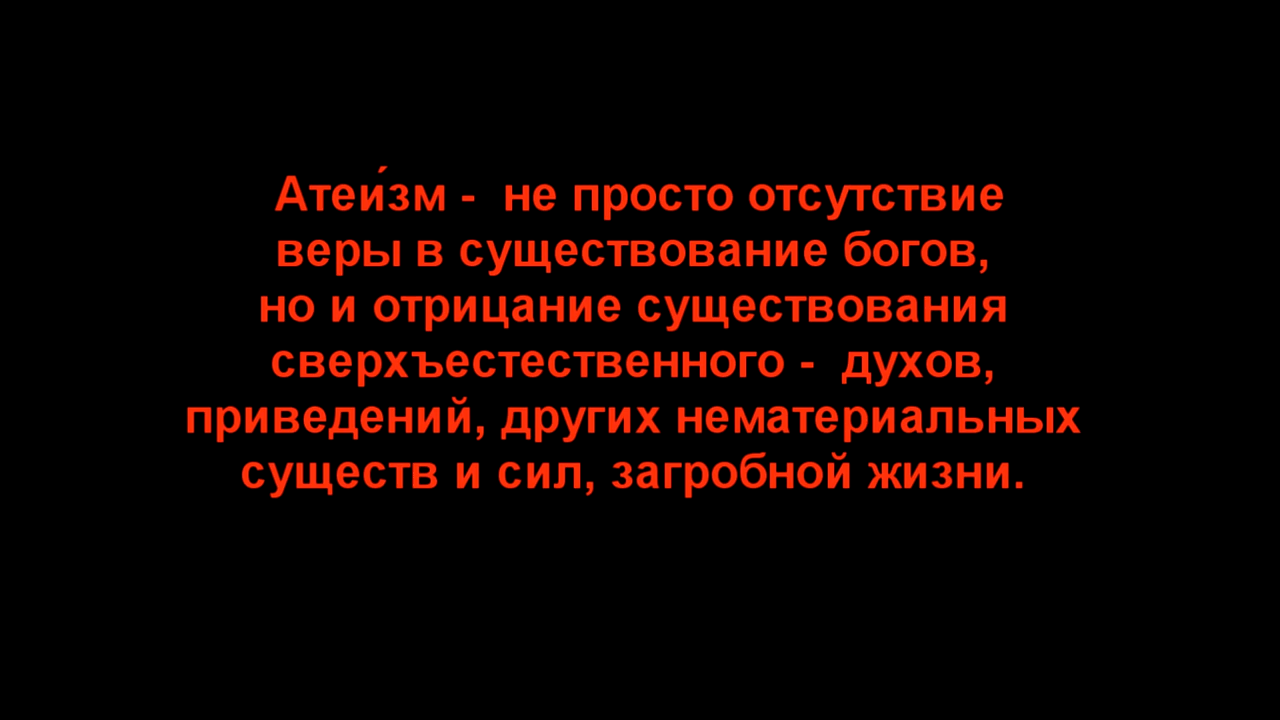 Атеи́зм -  не просто отсутствие
веры в существование богов,
но и отрицание существования
сверхъестественного -  духов,
приведений, других нематериальных
существ и сил, загробной жизни.